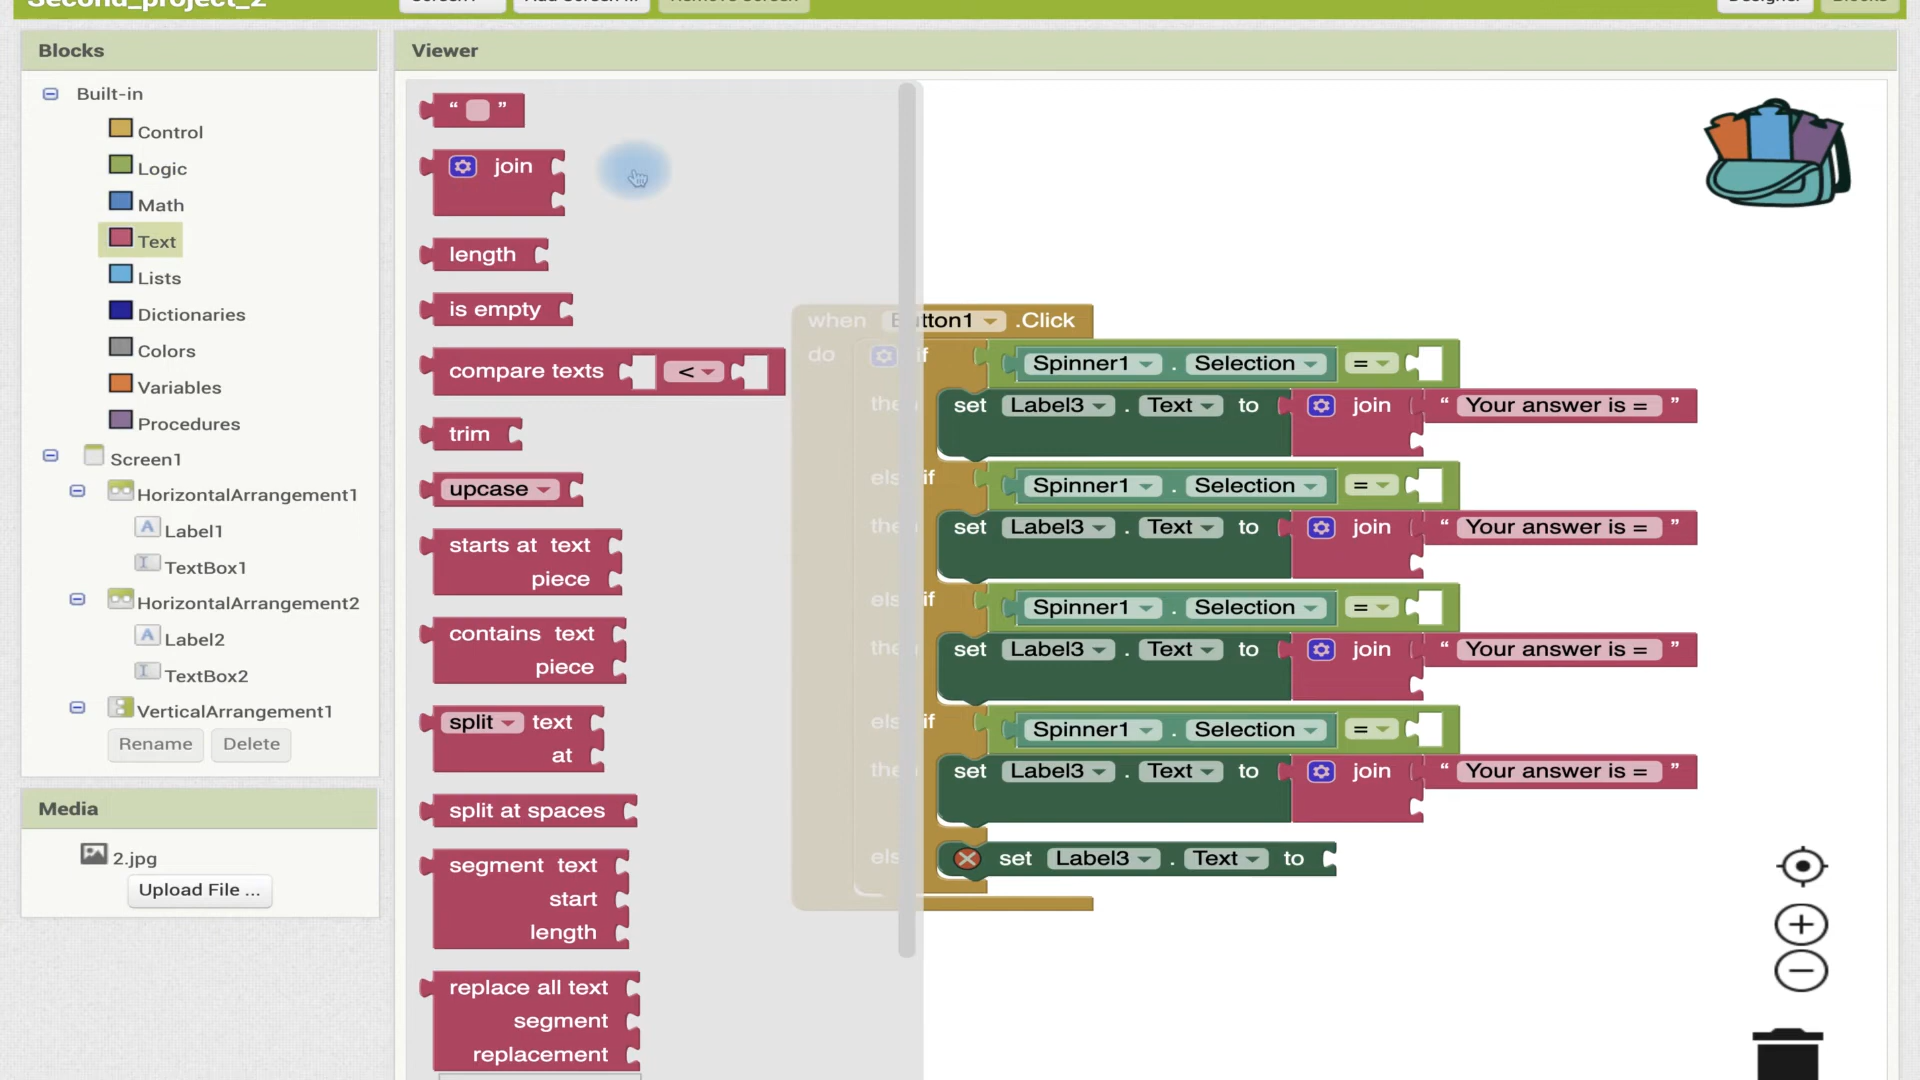 Second_project_2
Blocks
Viewer
Built-in
Control
Logic
Math
Text
Lists
Dictionaries
Colors
Variables
Procedures
Screen1
HorizontalArrangement1
Label1
TextBox1
HorizontalArrangement2
Label2
TextBox2
VerticalArrangement1
Rename Delete
Media
2.jpg
Upload File ...
“ ”
join
length
is empty
compare texts <
trim
upcase
starts at text
piece
contains text
piece
split text
at
split at spaces
segment text
start
length
replace all text
segment
replacement
when Button1 .Click
do if Spinner1 . Selection =
set Label3 . Text to join “ Your answer is = ”
Spinner1 . Selection =
set Label3 . Text to join “ Your answer is = ”
Spinner1 . Selection =
set Label3 . Text to join “ Your answer is = ”
Spinner1 . Selection =
set Label3 . Text to join “ Your answer is = ”
set Label3 . Text to